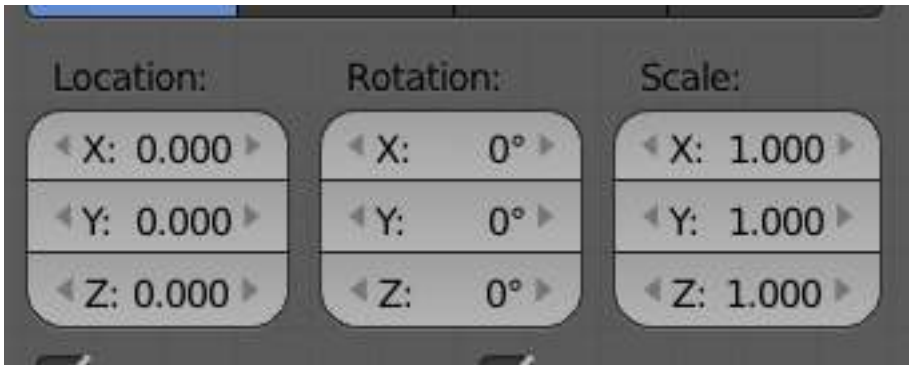 Location: Rotation: Scale:
X: 0.000 X: 0° X: 1.000
Y: 0.000 Y: 0° Y: 1.000
Z: 0.000 Z: 0° Z: 1.000